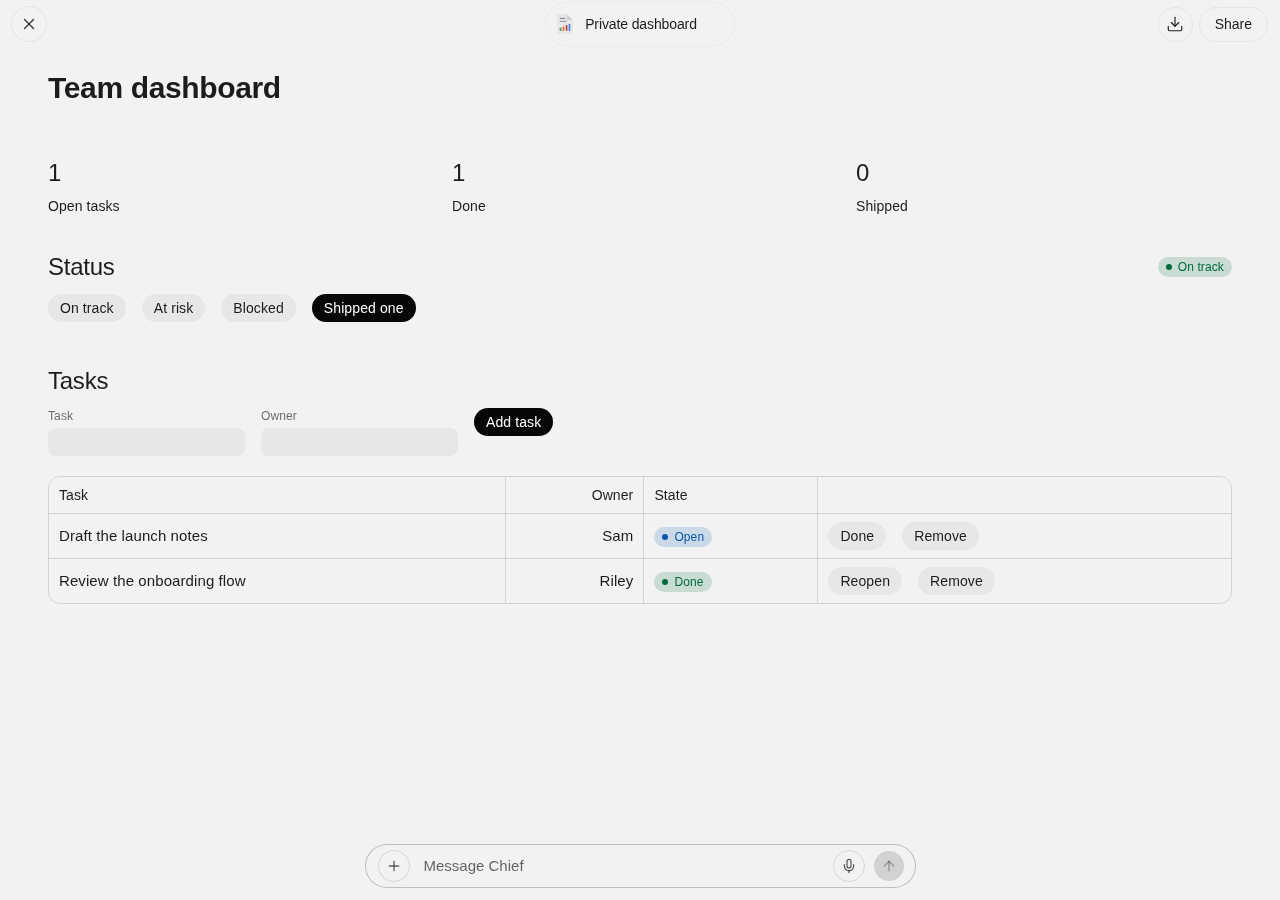 Private dashboard
Share
Team dashboard
1
Open tasks
1
Done
0
Shipped
Status
On track
On track
At risk
Blocked
Shipped one
Tasks
Task
Owner
Add task
Task Owner State
Draft the launch notes Sam Open Done Remove
Review the onboarding flow Riley Done Reopen Remove
Message Chief